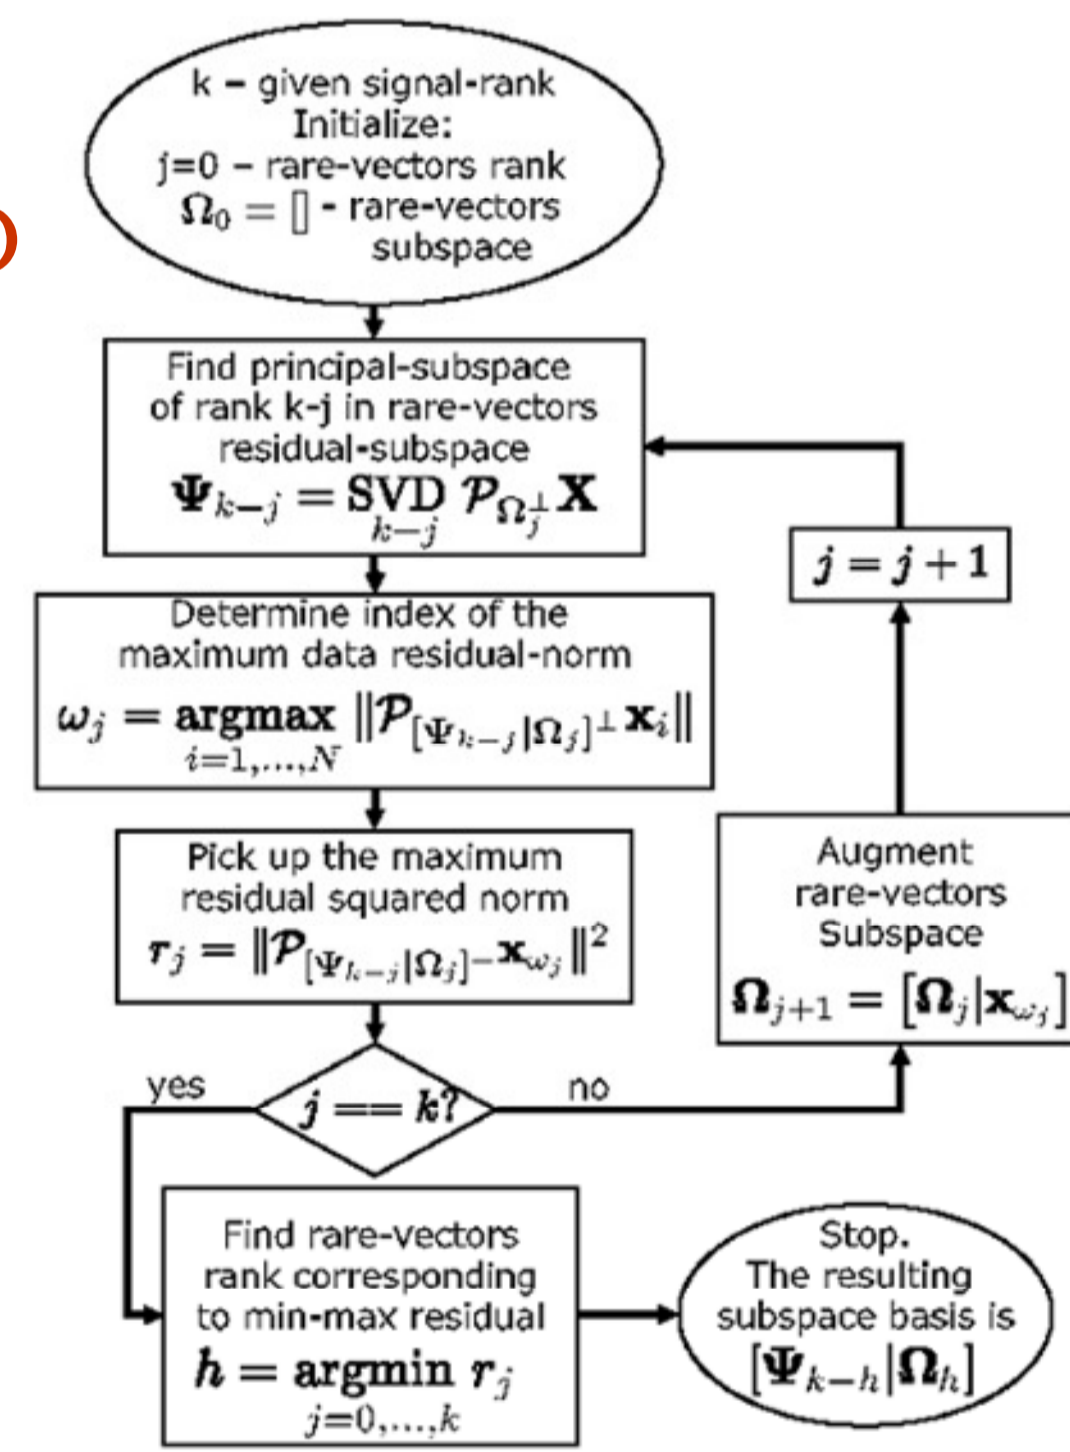 k – given signal-rank
Initialize:
j=0 – rare-vectors rank
Ω₀ = [] - rare-vectors
subspace
Find principal-subspace
of rank k-j in rare-vectors
residual-subspace
Ψ_{k−j} = SVD 𝒫_{Ω_j^⊥} X
k−j
j = j + 1
Determine index of the
maximum data residual-norm
ω_j = argmax ‖𝒫_{[Ψ_{k−j}|Ω_j]^⊥} x_i‖
i=1,...,N
Pick up the maximum
residual squared norm
r_j = ‖𝒫_{[Ψ_{k−j}|Ω_j]−} x_{ω_j}‖²
Augment
rare-vectors
Subspace
Ω_{j+1} = [Ω_j|x_{ω_j}]
yes
j == k?
no
Find rare-vectors
rank corresponding
to min-max residual
h = argmin r_j
j=0,...,k
Stop.
The resulting
subspace basis is
[Ψ_{k−h}|Ω_h]